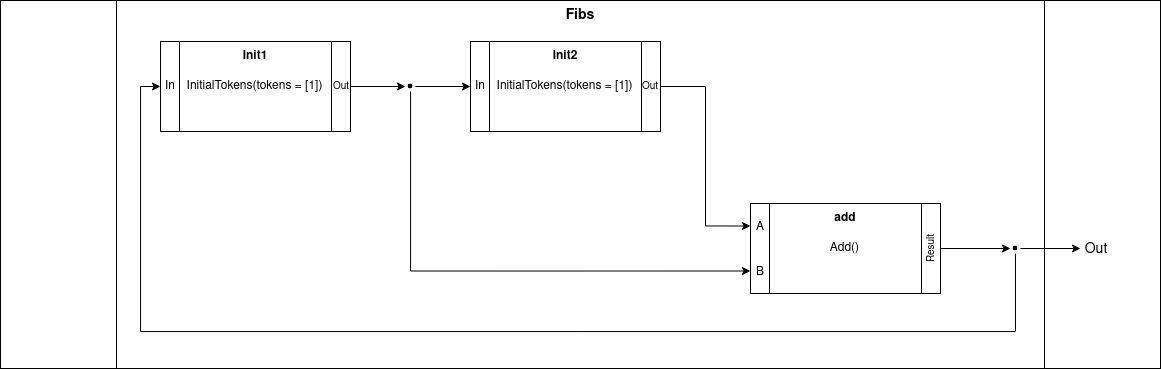 Fibs
Init1
In
InitialTokens(tokens = [1])
Out
Init2
In
InitialTokens(tokens = [1])
Out
add
A
Add()
B
Result
Out